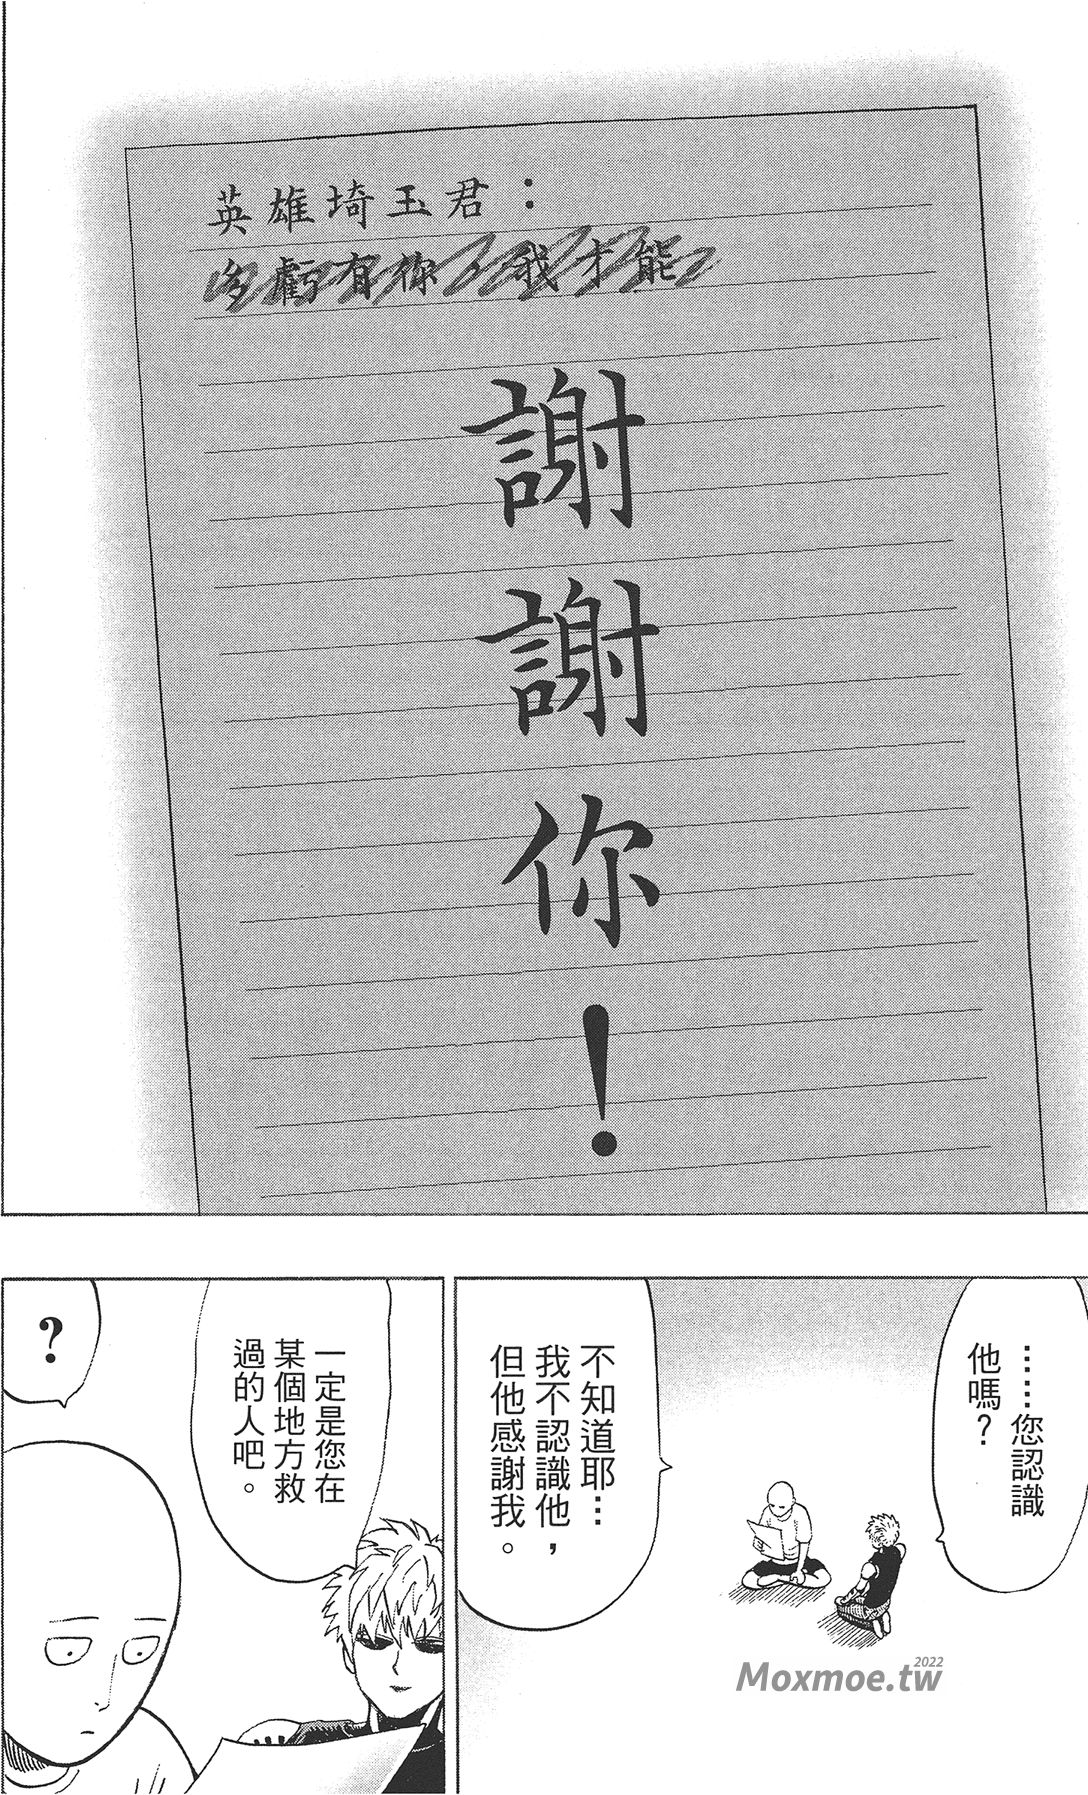 英雄埼玉君：
多虧有你，我才能
謝謝你！
……您認識
他嗎？
不知道耶…
我不認識他，
但他感謝我。
一定是您在
某個地方救
過的人吧。
？
2022
Moxmoe.tw